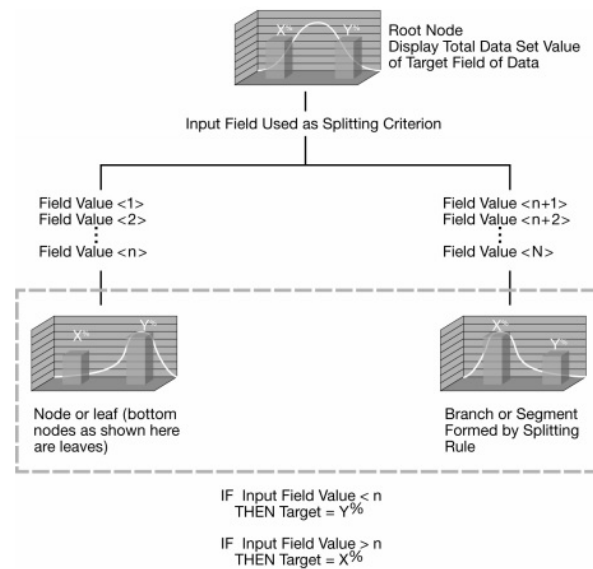 X%
Y%
Root Node
Display Total Data Set Value
of Target Field of Data
Input Field Used as Splitting Criterion
Field Value <1>
Field Value <2>
Field Value <n>
Field Value <n+1>
Field Value <n+2>
Field Value <N>
X%
Y%
Node or leaf (bottom
nodes as shown here
are leaves)
X%
Y%
Branch or Segment
Formed by Splitting
Rule
IF Input Field Value < n
THEN Target = Y%
IF Input Field Value > n
THEN Target = X%